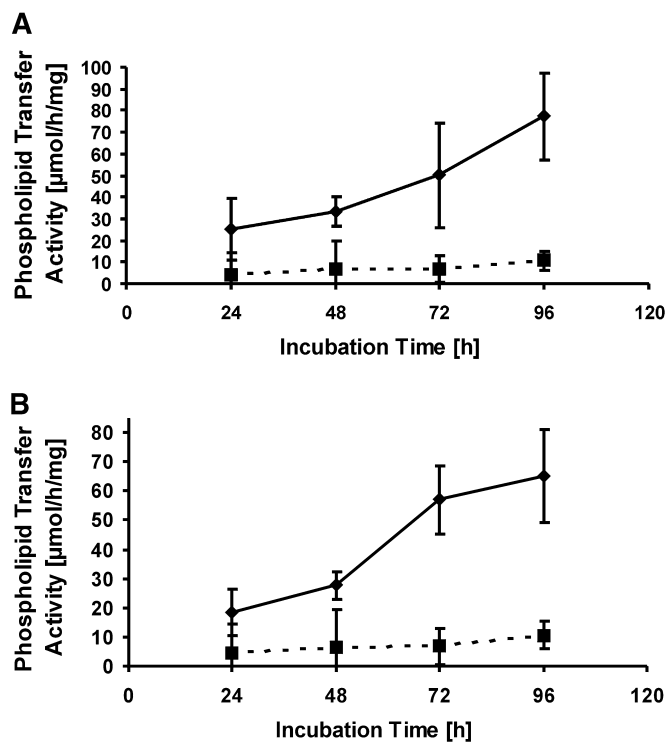 A
Phospholipid Transfer
Activity [µmol/h/mg]
100
90
80
70
60
50
40
30
20
10
0
0 24 48 72 96 120
Incubation Time [h]
B
Phospholipid Transfer
Activity [µmol/h/mg]
80
70
60
50
40
30
20
10
0
0 24 48 72 96 120
Incubation Time [h]